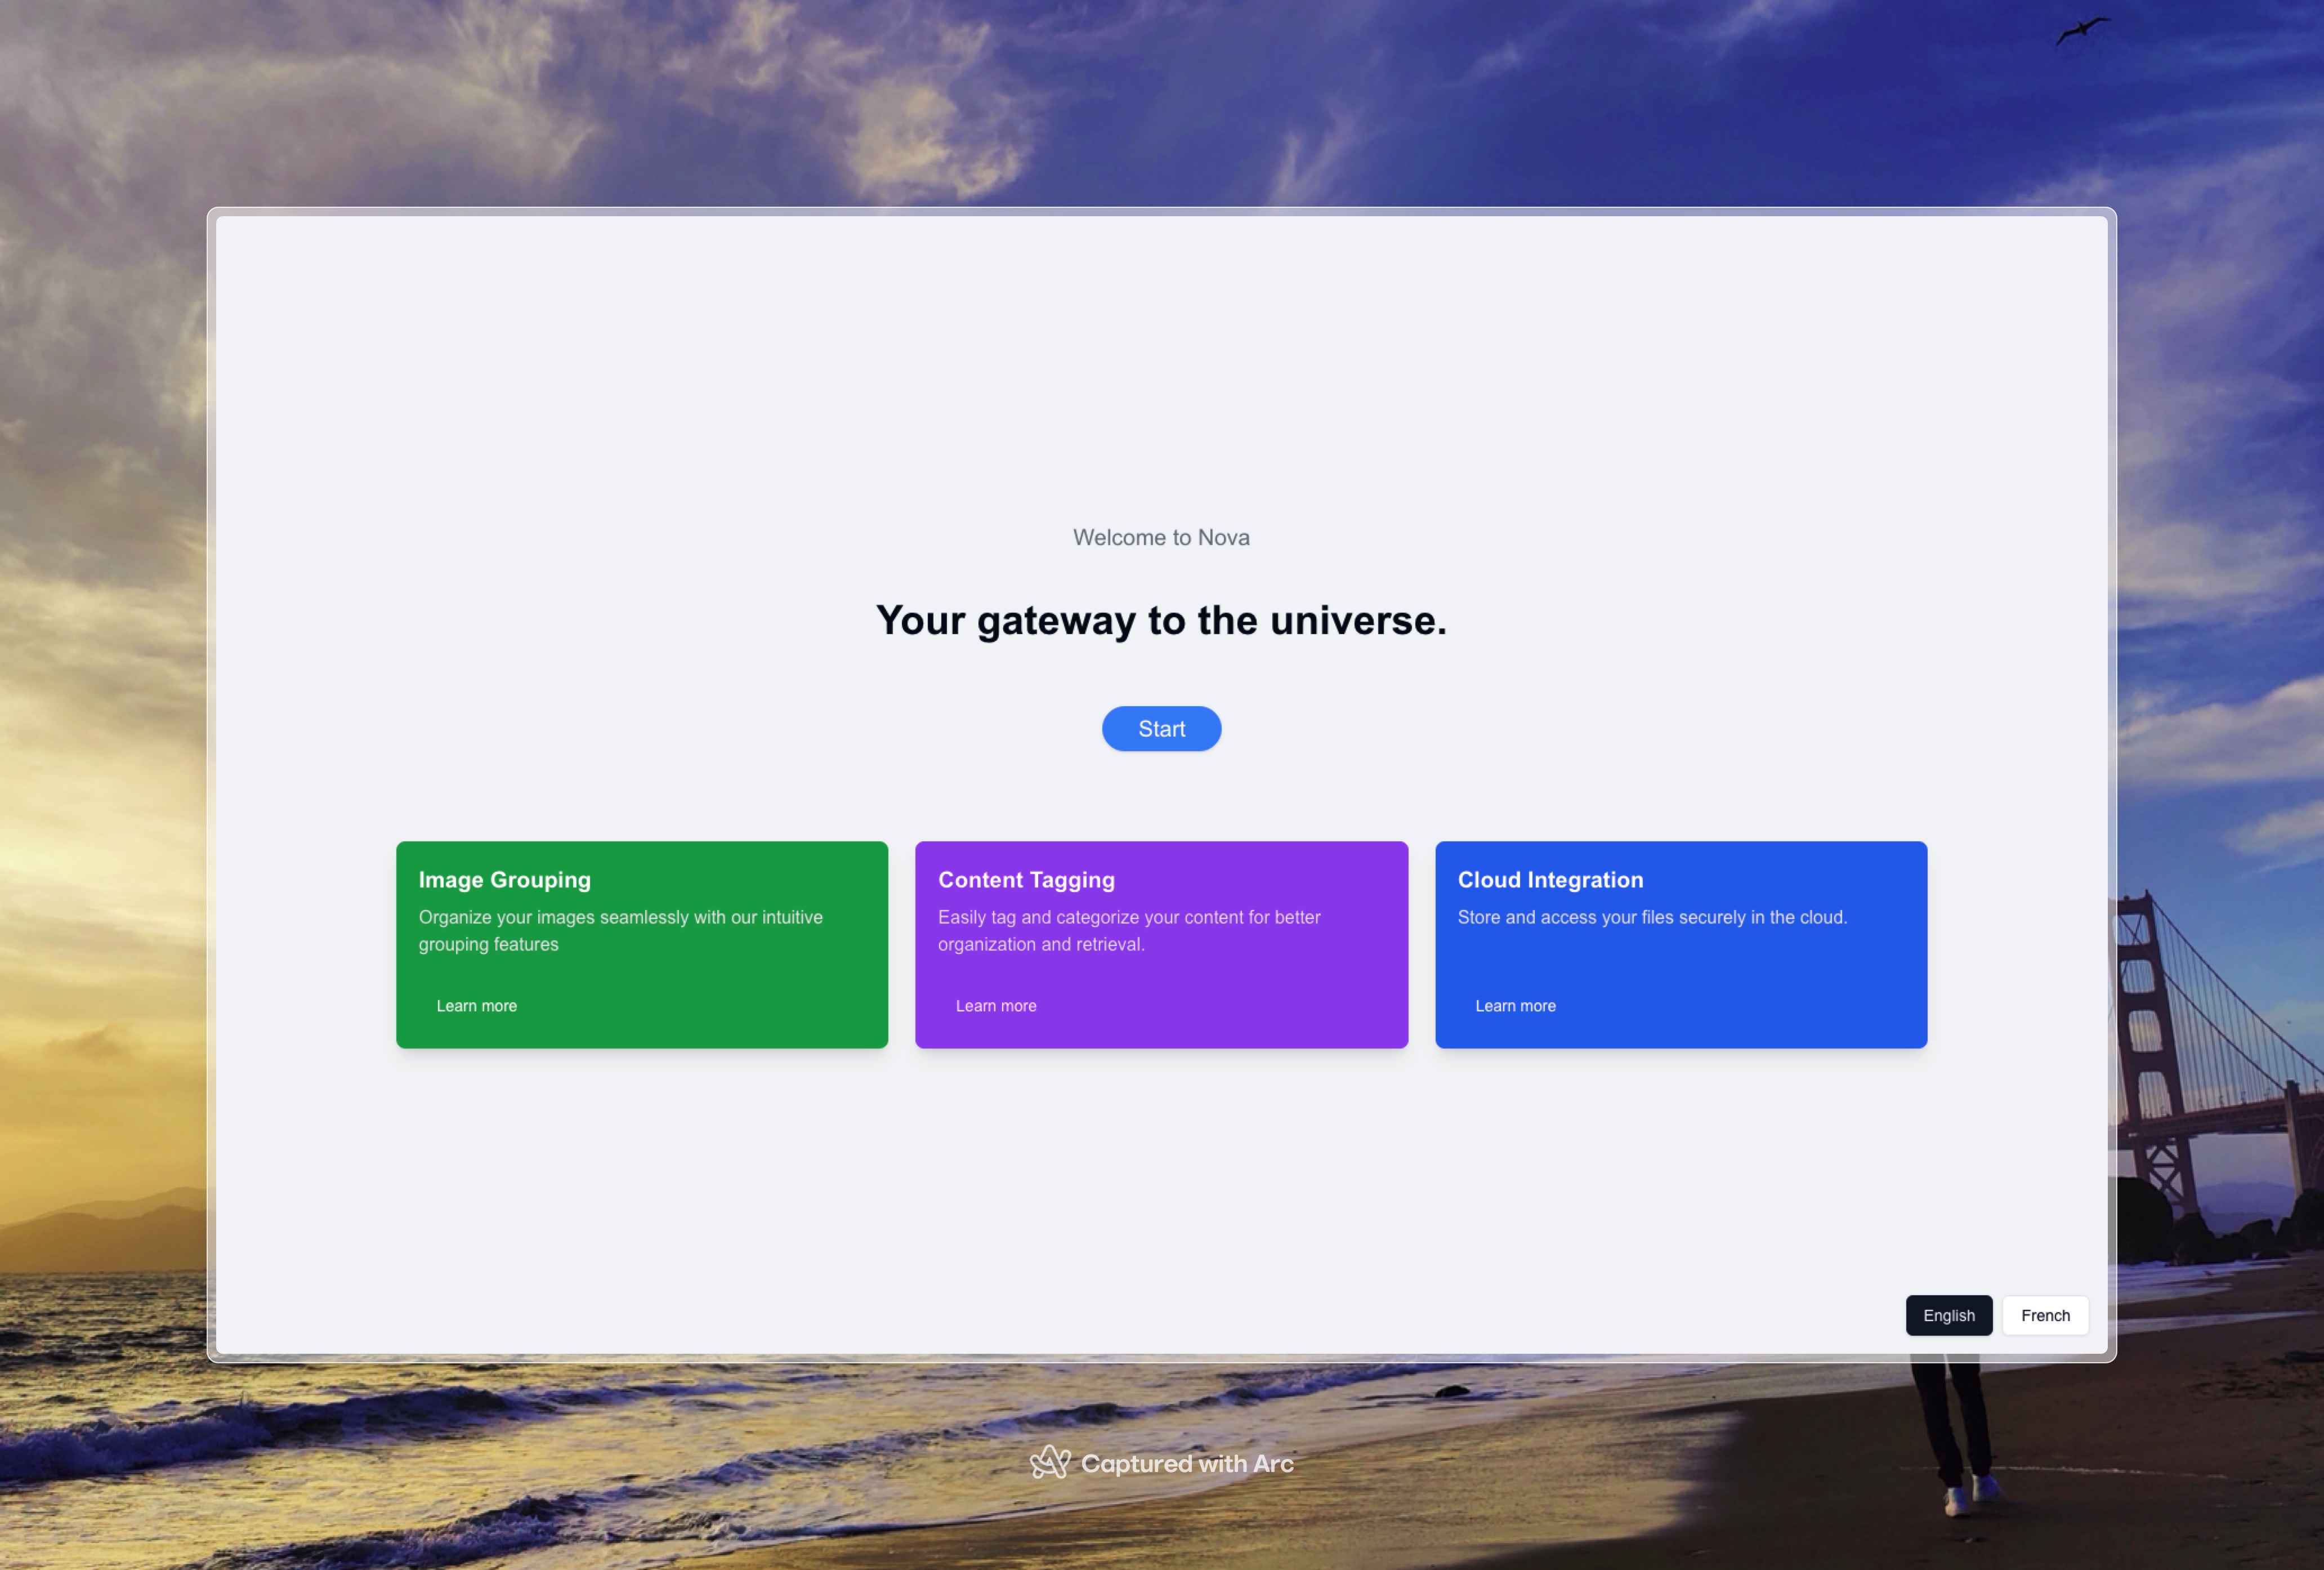 Welcome to Nova
Your gateway to the universe.
Start
Image Grouping
Organize your images seamlessly with our intuitive
grouping features
Learn more
Content Tagging
Easily tag and categorize your content for better
organization and retrieval.
Learn more
Cloud Integration
Store and access your files securely in the cloud.
Learn more
English
French
Captured with Arc